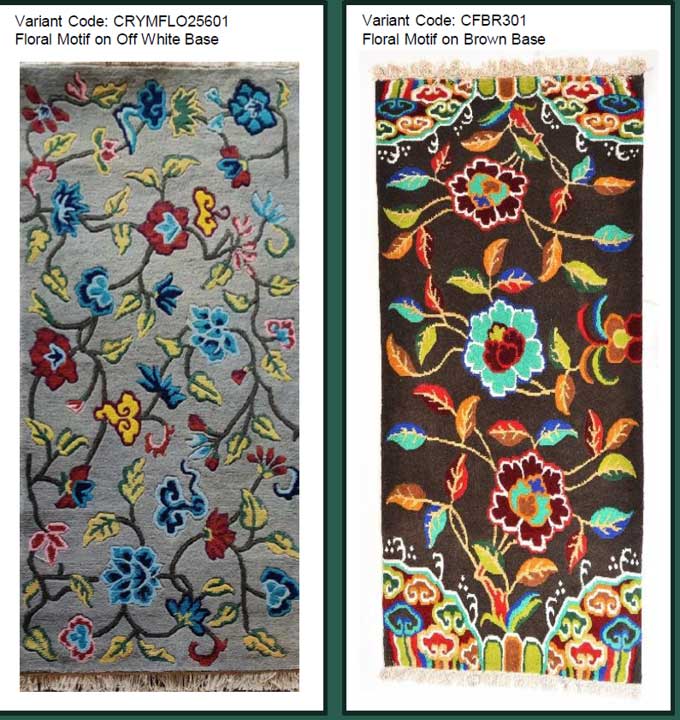 Variant Code: CRYMFLO25601
Floral Motif on Off White Base
Variant Code: CFBR301
Floral Motif on Brown Base